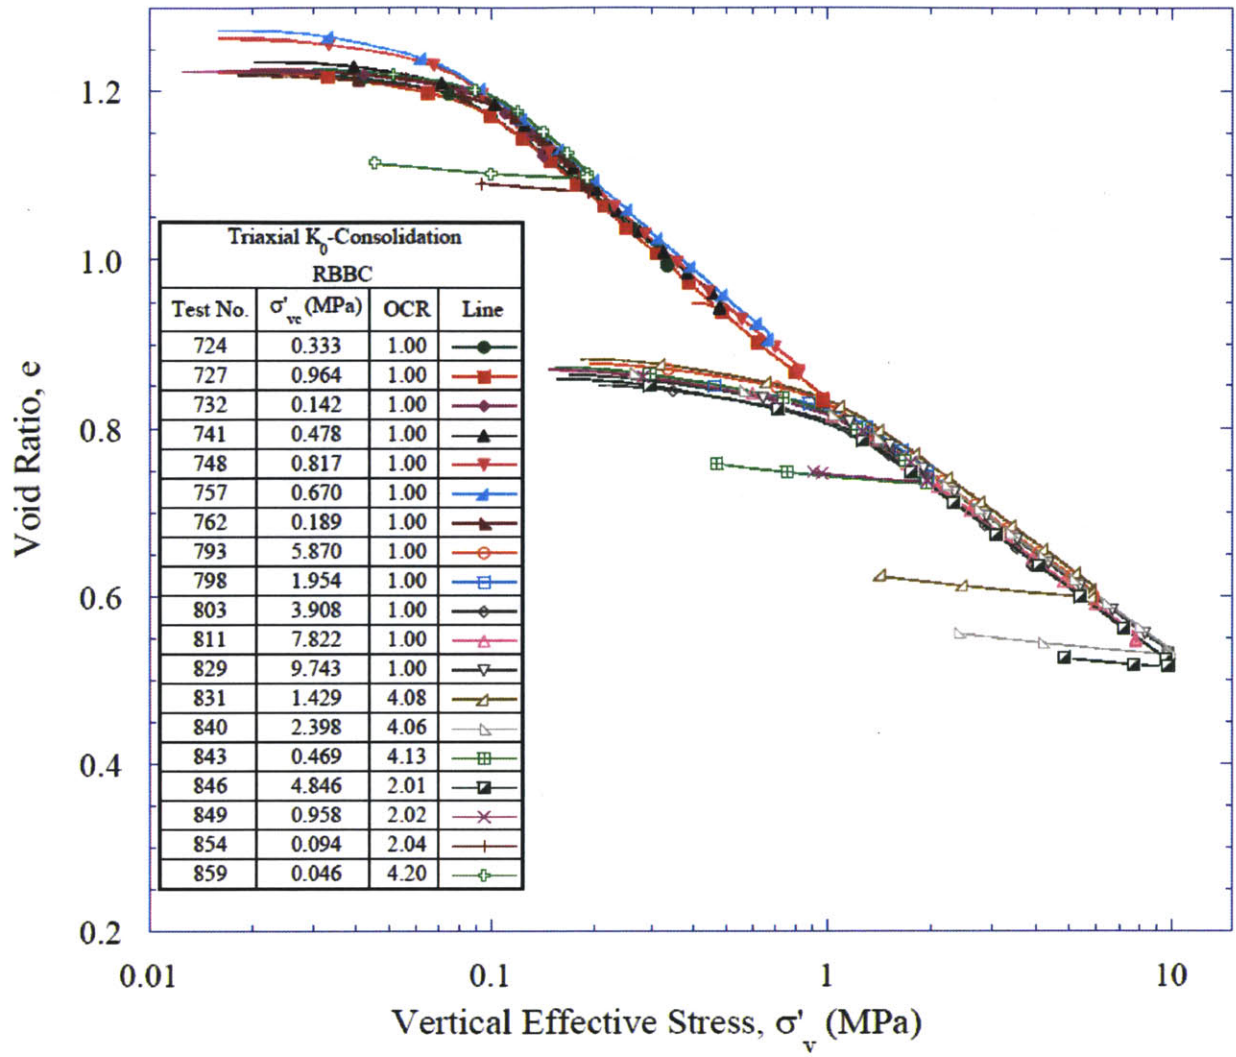 1.2
1.0
0.8
0.6
0.4
0.2
Void Ratio, e
Triaxial K₀-Consolidation
RBBC
Test No. σ'vc (MPa) OCR Line
724 0.333 1.00
727 0.964 1.00
732 0.142 1.00
741 0.478 1.00
748 0.817 1.00
757 0.670 1.00
762 0.189 1.00
793 5.870 1.00
798 1.954 1.00
803 3.908 1.00
811 7.822 1.00
829 9.743 1.00
831 1.429 4.08
840 2.398 4.06
843 0.469 4.13
846 4.846 2.01
849 0.958 2.02
854 0.094 2.04
859 0.046 4.20
0.01 0.1 1 10
Vertical Effective Stress, σ'v (MPa)